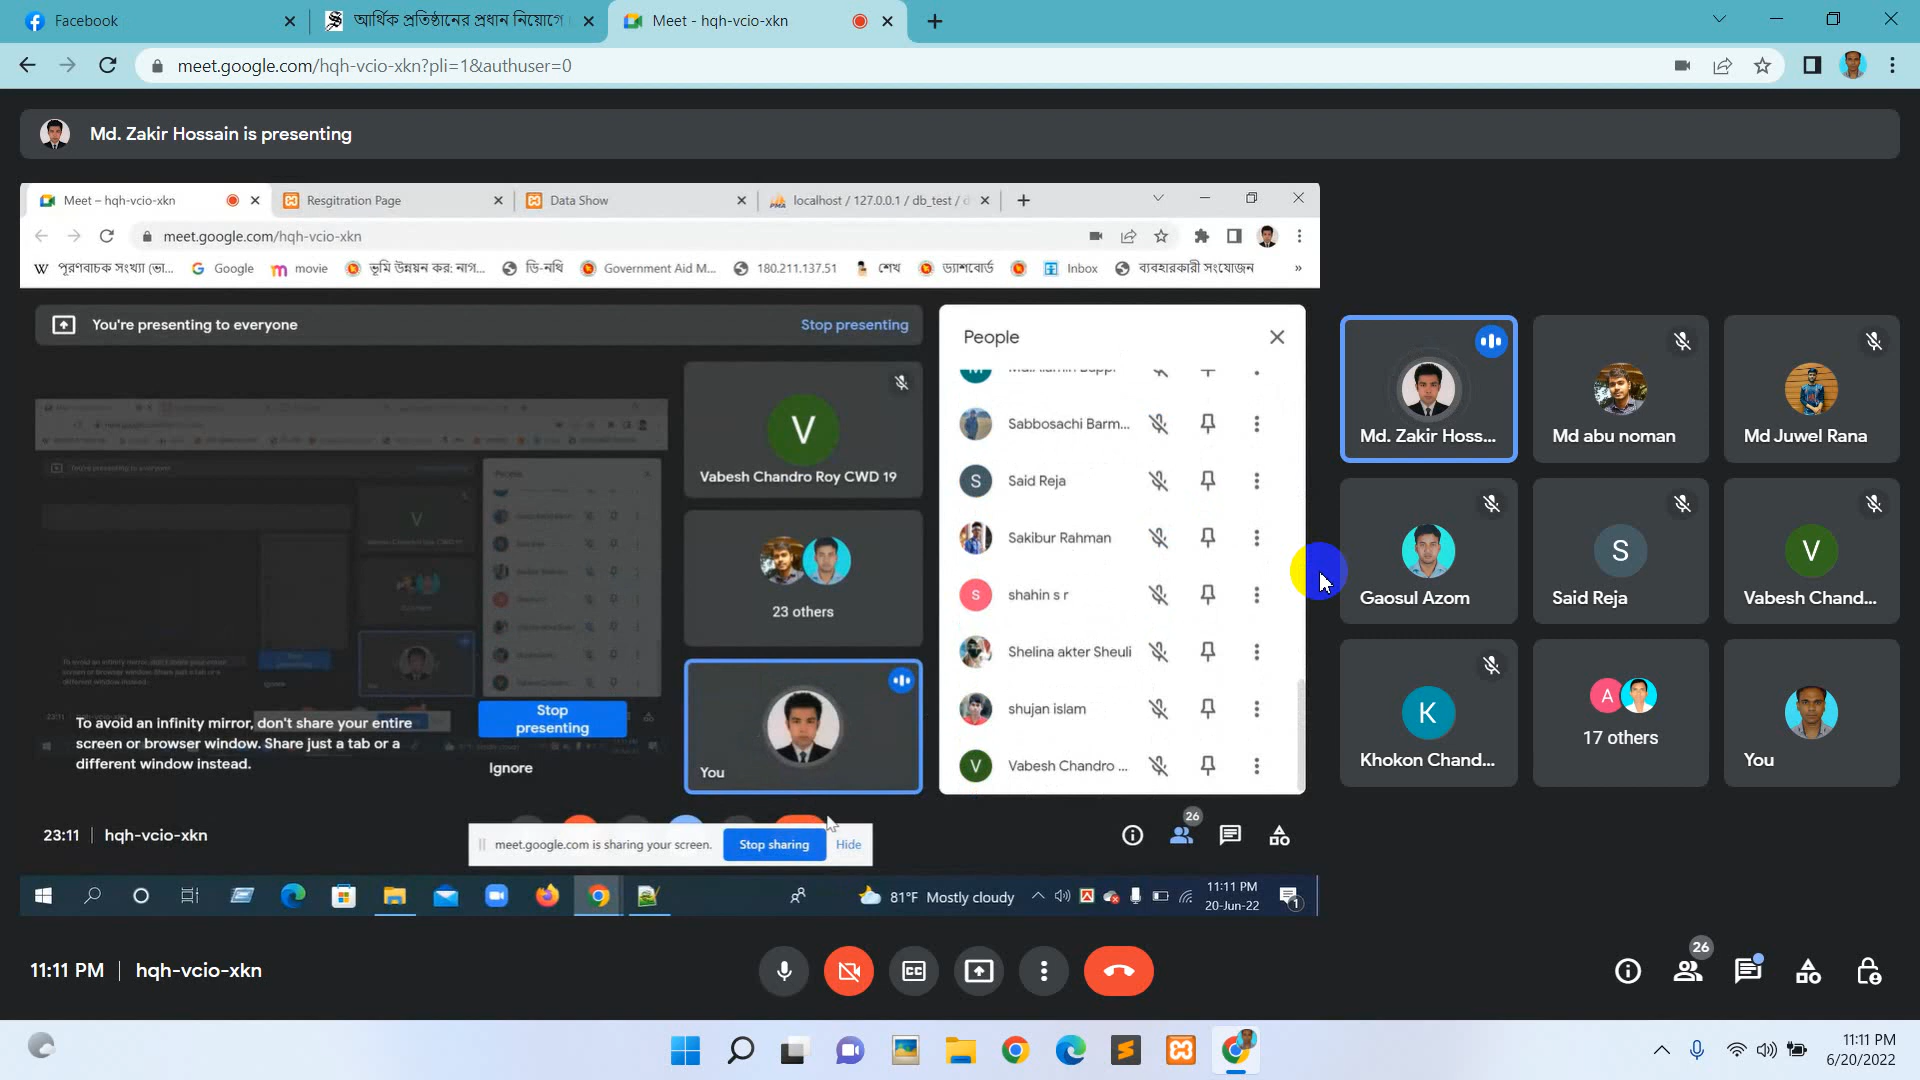 Facebook
আর্থিক প্রতিষ্ঠানের প্রধান নিয়োগে
Meet - hqh-vcio-xkn
meet.google.com/hqh-vcio-xkn?pli=1&authuser=0
Md. Zakir Hossain is presenting
Meet – hqh-vcio-xkn
Resgitration Page
Data Show
localhost / 127.0.0.1 / db_test /
meet.google.com/hqh-vcio-xkn
W পূরণবাচক সংখ্যা (ভা...
Google
movie
ভূমি উন্নয়ন কর: নাগ...
ডি-নথি
Government Aid M...
180.211.137.51
শেখ
ড্যাশবোর্ড
Inbox
ব্যবহারকারী সংযোজন
»
You're presenting to everyone
Stop presenting
V
Vabesh Chandro Roy CWD 19
23 others
You
To avoid an infinity mirror, don't share your entire
screen or browser window. Share just a tab or a
different window instead.
Stop
presenting
Ignore
People
Sabbosachi Barm...
S
Said Reja
Sakibur Rahman
s
shahin s r
Shelina akter Sheuli
shujan islam
V
Vabesh Chandro ...
23:11 | hqh-vcio-xkn
meet.google.com is sharing your screen.
Stop sharing
Hide
26
81°F Mostly cloudy
11:11 PM
20-Jun-22
1
Md. Zakir Hoss...
Md abu noman
Md Juwel Rana
Gaosul Azom
S
Said Reja
V
Vabesh Chand...
K
Khokon Chand...
A
17 others
You
11:11 PM | hqh-vcio-xkn
CC
26
11:11 PM
6/20/2022